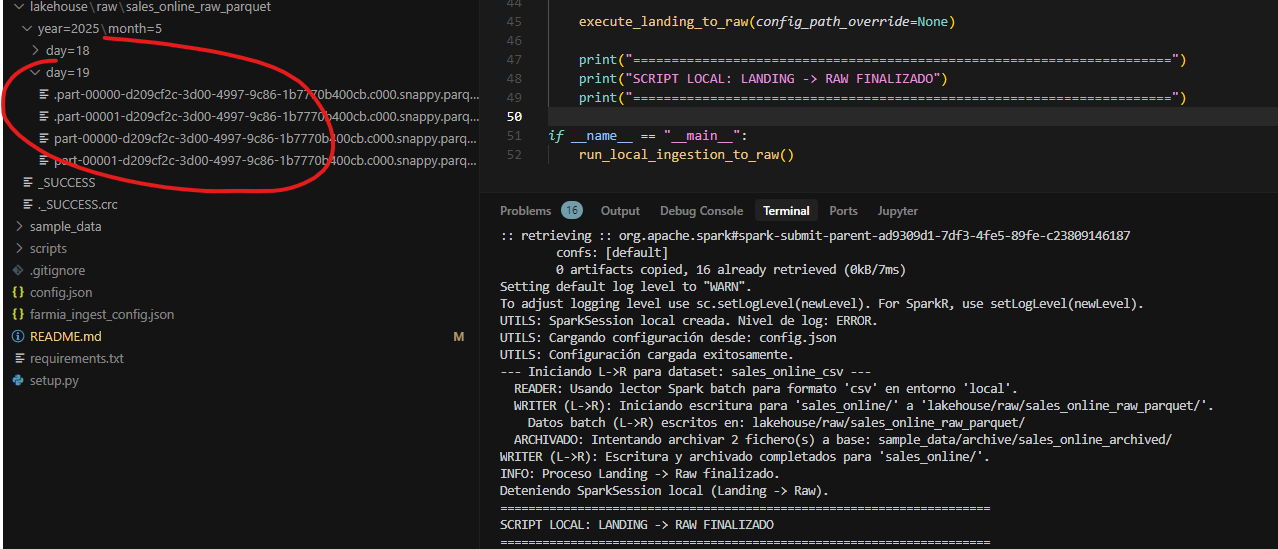 lakehouse\raw\sales_online_raw_parquet
year=2025\month=5
day=18
day=19
.part-00000-d209cf2c-3d00-4997-9c86-1b7770b400cb.c000.snappy.parq...
.part-00001-d209cf2c-3d00-4997-9c86-1b7770b400cb.c000.snappy.parq...
part-00000-d209cf2c-3d00-4997-9c86-1b7770b400cb.c000.snappy.parq...
part-00001-d209cf2c-3d00-4997-9c86-1b7770b400cb.c000.snappy.parq...
_SUCCESS
._SUCCESS.crc
sample_data
scripts
.gitignore
{} config.json
{} farmia_ingest_config.json
README.md M
requirements.txt
setup.py
44
45 execute_landing_to_raw(config_path_override=None)
46
47 print("======================================================================")
48 print("SCRIPT LOCAL: LANDING -> RAW FINALIZADO")
49 print("======================================================================")
50
51 if __name__ == "__main__":
52 run_local_ingestion_to_raw()
Problems 16 Output Debug Console Terminal Ports Jupyter
:: retrieving :: org.apache.spark#spark-submit-parent-ad9309d1-7df3-4fe5-89fe-c23809146187
confs: [default]
0 artifacts copied, 16 already retrieved (0kB/7ms)
Setting default log level to "WARN".
To adjust logging level use sc.setLogLevel(newLevel). For SparkR, use setLogLevel(newLevel).
UTILS: SparkSession local creada. Nivel de log: ERROR.
UTILS: Cargando configuración desde: config.json
UTILS: Configuración cargada exitosamente.
--- Iniciando L->R para dataset: sales_online_csv ---
READER: Usando lector Spark batch para formato 'csv' en entorno 'local'.
WRITER (L->R): Iniciando escritura para 'sales_online/' a 'lakehouse/raw/sales_online_raw_parquet/'.
Datos batch (L->R) escritos en: lakehouse/raw/sales_online_raw_parquet/
ARCHIVADO: Intentando archivar 2 fichero(s) a base: sample_data/archive/sales_online_archived/
WRITER (L->R): Escritura y archivado completados para 'sales_online/'.
INFO: Proceso Landing -> Raw finalizado.
Deteniendo SparkSession local (Landing -> Raw).
======================================================================
SCRIPT LOCAL: LANDING -> RAW FINALIZADO
======================================================================